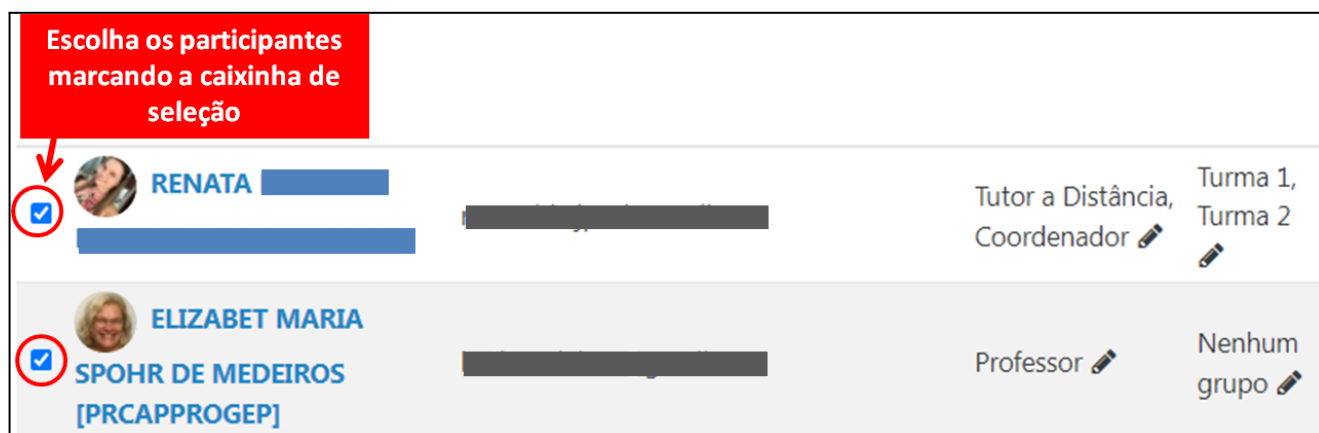 Escolha os participantes
marcando a caixinha de
seleção
RENATA
Tutor a Distância,
Coordenador
Turma 1,
Turma 2
ELIZABET MARIA
SPOHR DE MEDEIROS
[PRCAPPROGEP]
Professor
Nenhum
grupo